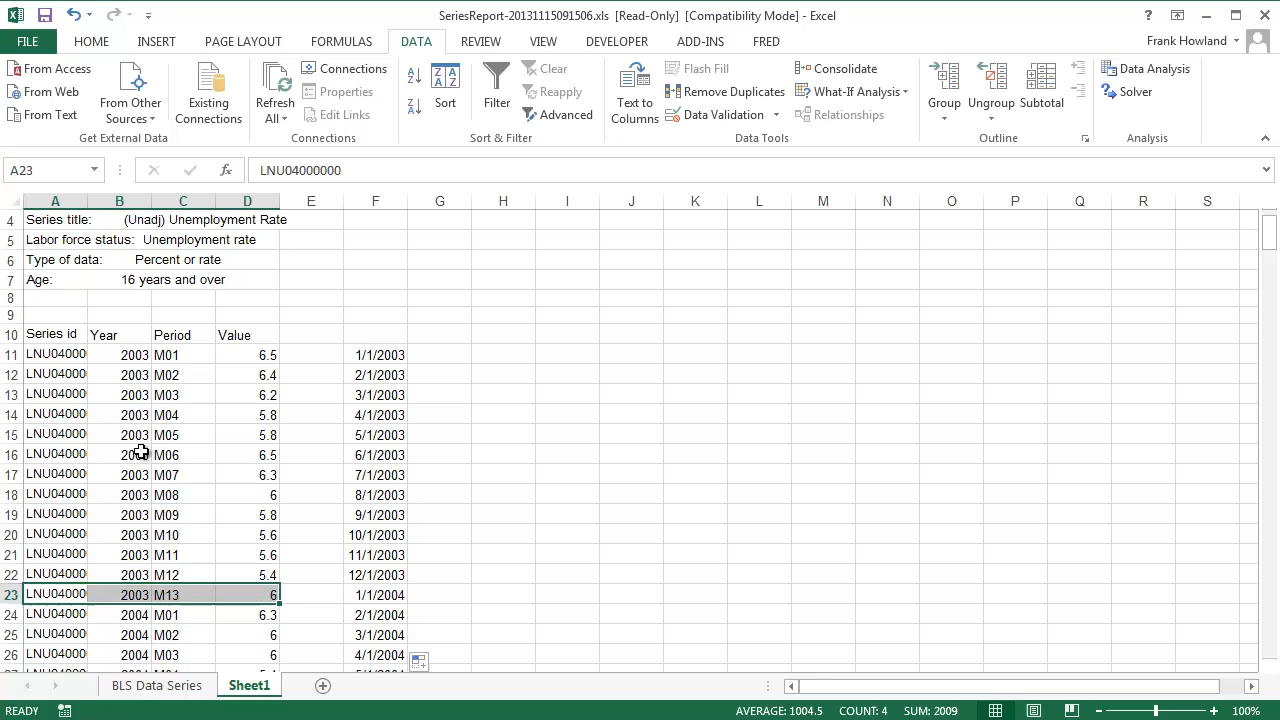 SeriesReport-20131115091506.xls [Read-Only] [Compatibility Mode] - Excel
FILE HOME INSERT PAGE LAYOUT FORMULAS DATA REVIEW VIEW DEVELOPER ADD-INS FRED Frank Howland
From Access
From Web
From Text
From Other Sources
Existing Connections
Get External Data
Refresh All
Connections
Properties
Edit Links
Connections
Sort
Filter
Clear
Reapply
Advanced
Sort & Filter
Text to Columns
Flash Fill
Remove Duplicates
Data Validation
Consolidate
What-If Analysis
Relationships
Data Tools
Group
Ungroup
Subtotal
Outline
Data Analysis
Solver
Analysis
A23 fx LNU04000000
A B C D E F G H I J K L M N O P Q R S
4 Series title: (Unadj) Unemployment Rate
5 Labor force status: Unemployment rate
6 Type of data: Percent or rate
7 Age: 16 years and over
8
9
10 Series id Year Period Value
11 LNU04000 2003 M01 6.5 1/1/2003
12 LNU04000 2003 M02 6.4 2/1/2003
13 LNU04000 2003 M03 6.2 3/1/2003
14 LNU04000 2003 M04 5.8 4/1/2003
15 LNU04000 2003 M05 5.8 5/1/2003
16 LNU04000 2003 M06 6.5 6/1/2003
17 LNU04000 2003 M07 6.3 7/1/2003
18 LNU04000 2003 M08 6 8/1/2003
19 LNU04000 2003 M09 5.8 9/1/2003
20 LNU04000 2003 M10 5.6 10/1/2003
21 LNU04000 2003 M11 5.6 11/1/2003
22 LNU04000 2003 M12 5.4 12/1/2003
23 LNU04000 2003 M13 6 1/1/2004
24 LNU04000 2004 M01 6.3 2/1/2004
25 LNU04000 2004 M02 6 3/1/2004
26 LNU04000 2004 M03 6 4/1/2004
BLS Data Series Sheet1
READY AVERAGE: 1004.5 COUNT: 4 SUM: 2009 100%